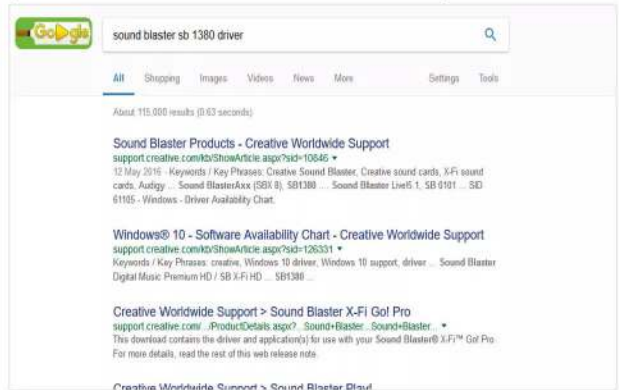 Google
sound blaster sb 1380 driver
All Shopping Images Videos News More Settings Tools
About 115,000 results (0.63 seconds)
Sound Blaster Products - Creative Worldwide Support
support.creative.com/kb/ShowArticle.aspx?sid=10846
12 May 2016 - Keywords / Key Phrases: Creative Sound Blaster, Creative sound cards, X-Fi sound
cards, Audigy ... Sound BlasterAxx (SBX 8), SB1380 .... Sound Blaster Live!5.1, SB 0101 ... SID
61105 - Windows - Driver Availability Chart.
Windows® 10 - Software Availability Chart - Creative Worldwide Support
support.creative.com/kb/ShowArticle.aspx?sid=126331
Keywords / Key Phrases: creative, Windows 10 driver, Windows 10 support, driver ... Sound Blaster
Digital Music Premium HD / SB X-Fi HD ... SB1380 ...
Creative Worldwide Support > Sound Blaster X-Fi Go! Pro
support.creative.com/.../ProductDetails.aspx?...Sound+Blaster...Sound+Blaster...
This download contains the driver and application(s) for use with your Sound Blaster® X-Fi™ Go! Pro.
For more details, read the rest of this web release note.
Creative Worldwide Support > Sound Blaster Play!